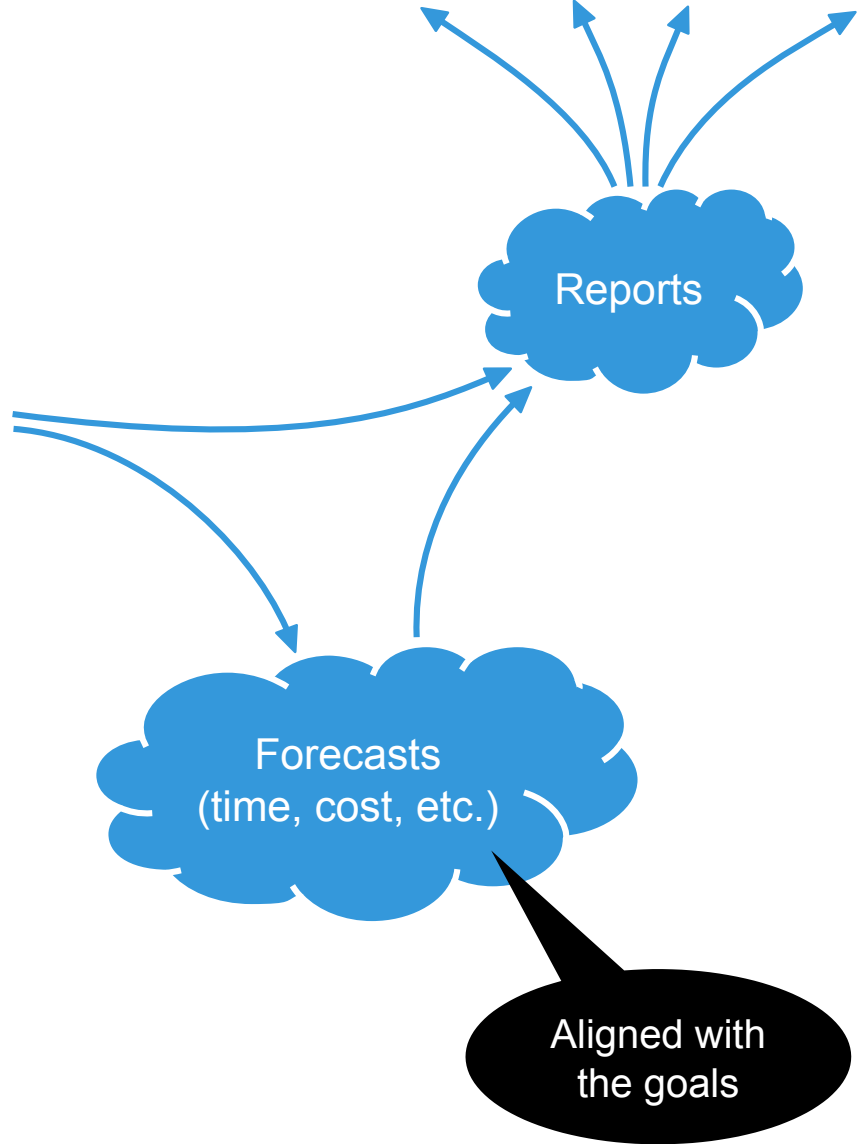 Reports
Forecasts
(time, cost, etc.)
Aligned with
the goals